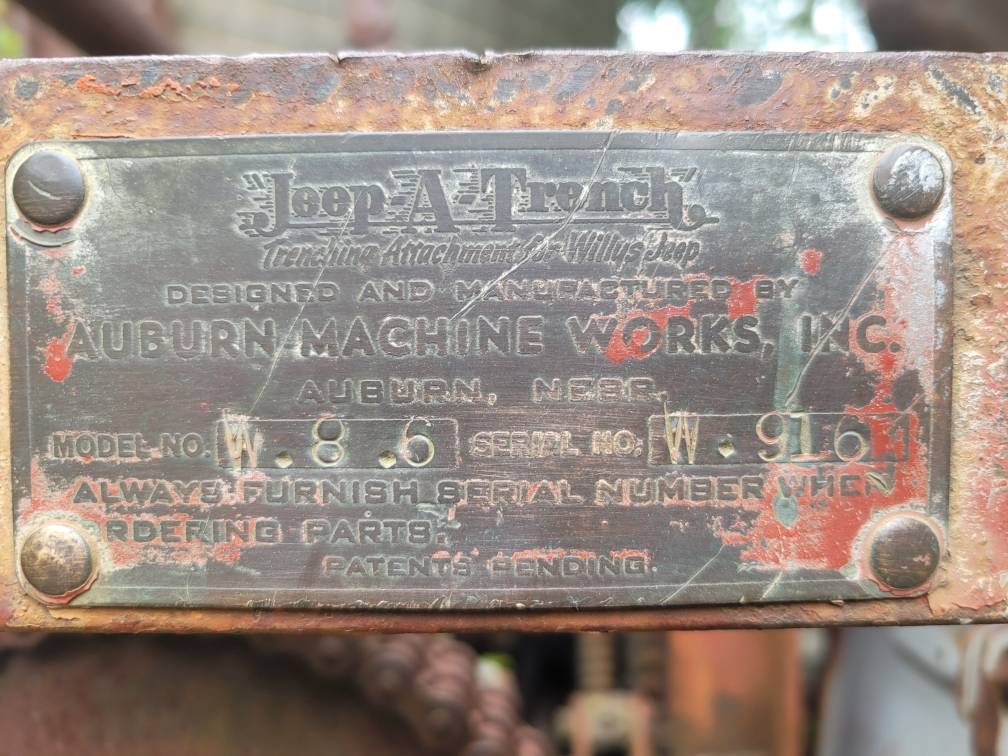 "Jeep-A-Trench"
Trenching Attachment for Willys Jeep
DESIGNED AND MANUFACTURED BY
AUBURN MACHINE WORKS, INC.
AUBURN, NEBR.
MODEL NO. W.8.6 SERIAL NO. W.916
ALWAYS FURNISH SERIAL NUMBER WHEN
ORDERING PARTS.
PATENTS PENDING.